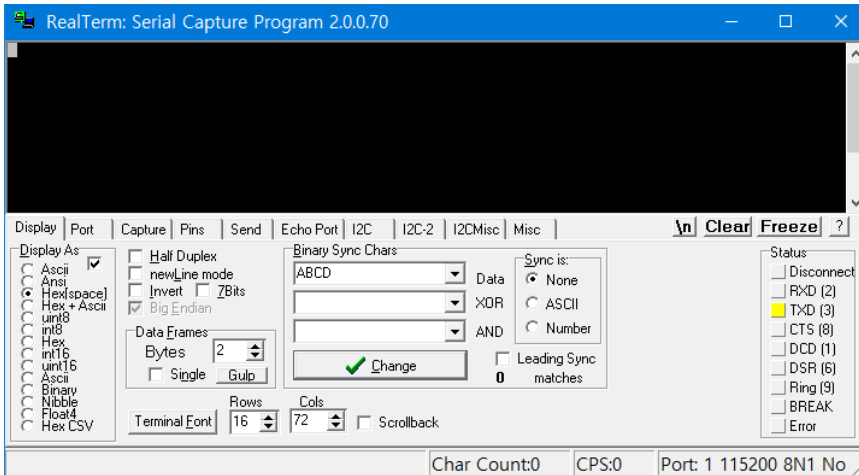 RealTerm: Serial Capture Program 2.0.0.70
Display Port Capture Pins Send Echo Port I2C I2C-2 I2CMisc Misc \n Clear Freeze ?
Display As
Ascii
Ansi
Hex[space]
Hex + Ascii
uint8
int8
Hex
int16
uint16
Ascii
Binary
Nibble
Float4
Hex CSV
Half Duplex
newLine mode
Invert 7Bits
Big Endian
Data Frames
Bytes 2
Single Gulp
Binary Sync Chars
ABCD Data
XOR
AND
Change
Sync is:
None
ASCII
Number
Leading Sync
0 matches
Rows Cols
Terminal Font 16 72 Scrollback
Status
Disconnect
RXD (2)
TXD (3)
CTS (8)
DCD (1)
DSR (6)
Ring (9)
BREAK
Error
Char Count:0 CPS:0 Port: 1 115200 8N1 No